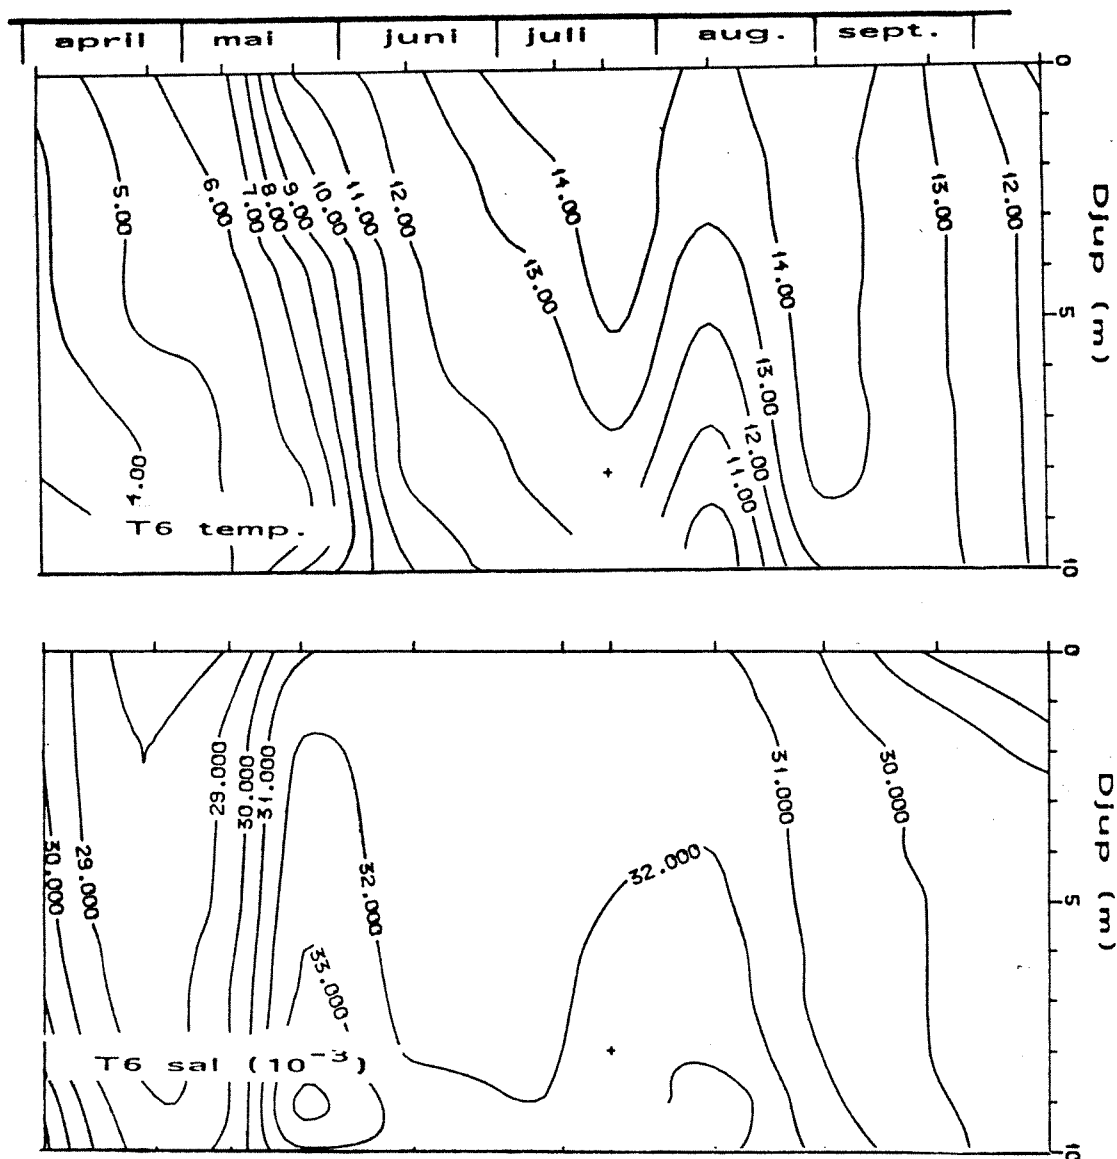 april mai juni juli aug. sept.
0
5.00 6.00 7.00 8.00 9.00 10.00 11.00 12.00 14.00 13.00 12.00
13.00 14.00
5
13.00
12.00
4.00 11.00
T6 temp.
10
Djup (m)
0
29.000 30.000 31.000 31.000 30.000
30.000 29.000 32.000 32.000
5
33.000
T6 sal (10-3)
10
Djup (m)